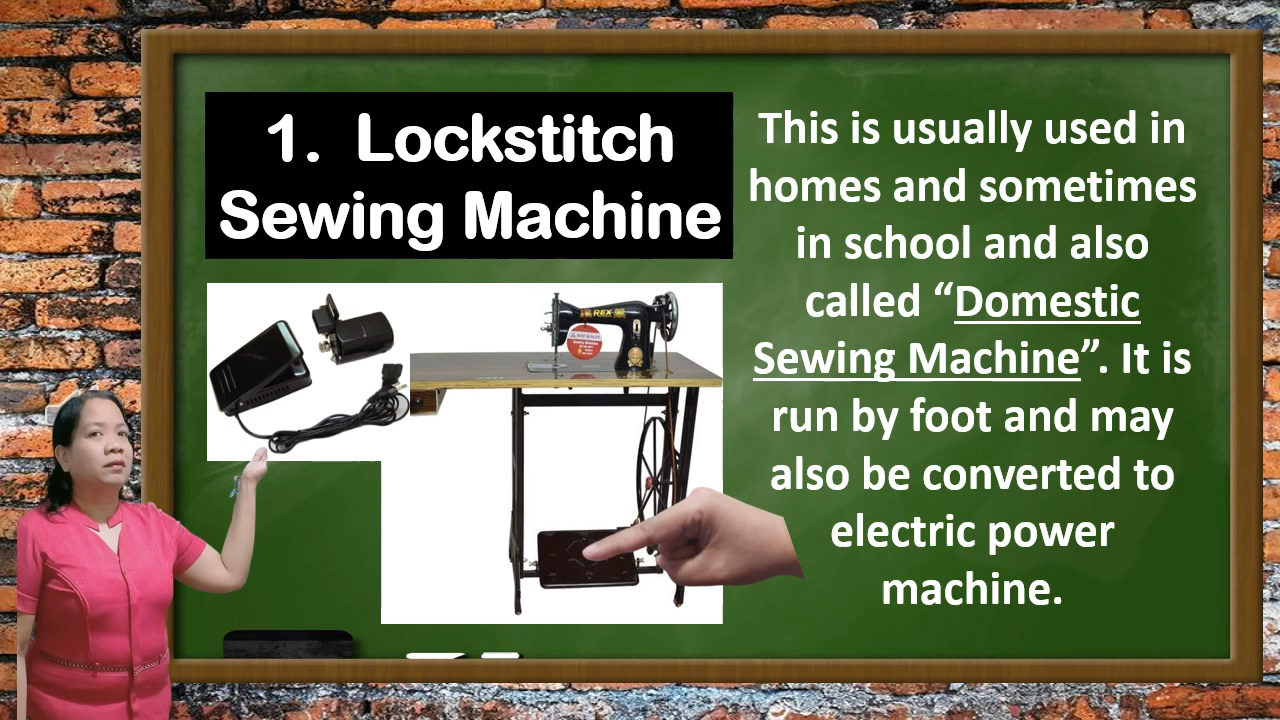 1. Lockstitch
Sewing Machine
This is usually used in
homes and sometimes
in school and also
called “Domestic
Sewing Machine”. It is
run by foot and may
also be converted to
electric power
machine.
REX